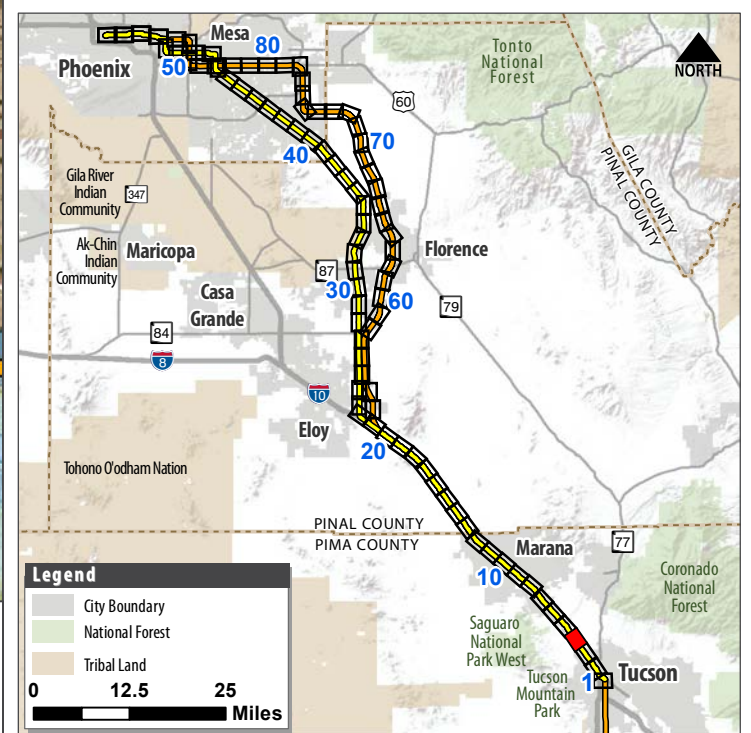 Mesa
80
Tonto
National
Forest
NORTH
50
Phoenix
60
70
40
GILA COUNTY
PINAL COUNTY
Gila River
Indian
Community
347
Ak-Chin
Indian
Community
Maricopa
Florence
87
30
Casa
Grande
60
79
84
8
10
Eloy
20
Tohono O'odham Nation
PINAL COUNTY
PIMA COUNTY
Marana
77
10
Coronado
National
Forest
Saguaro
National
Park West
Tucson
Mountain
Park
1
Tucson
Legend
City Boundary
National Forest
Tribal Land
0 12.5 25
Miles